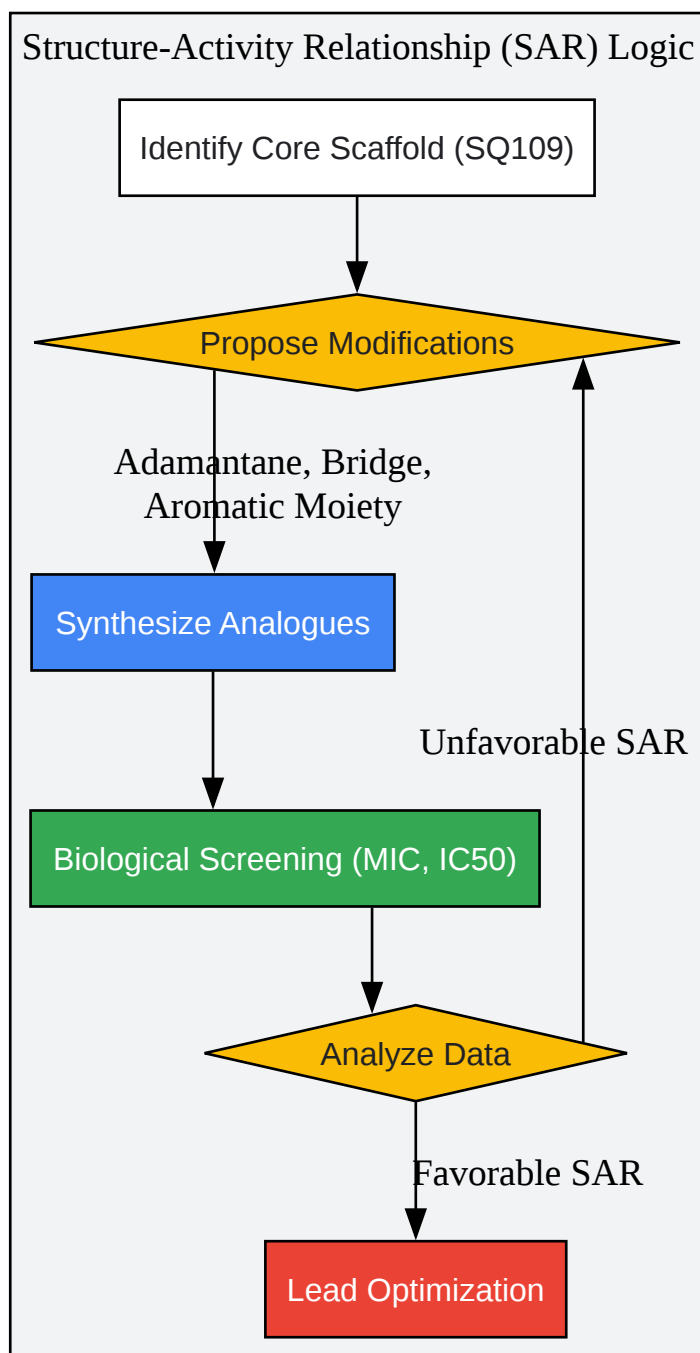 Structure-Activity Relationship (SAR) Logic
Identify Core Scaffold (SQ109)
Propose Modifications
Adamantane, Bridge,
Aromatic Moiety
Synthesize Analogues
Unfavorable SAR
Biological Screening (MIC, IC50)
Analyze Data
Favorable SAR
Lead Optimization